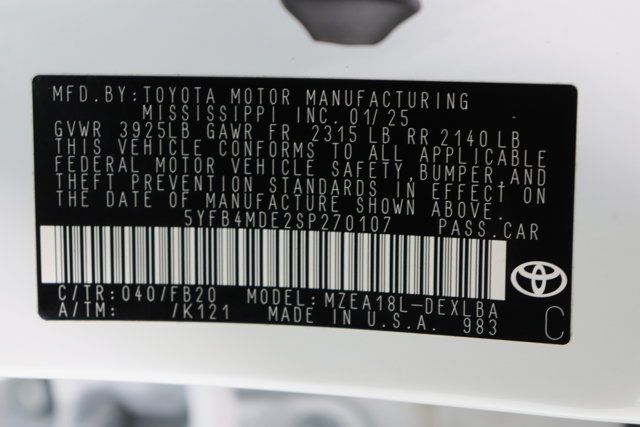 MFD.BY:TOYOTA MOTOR MANUFACTURING
MISSISSIPPI INC. 01/25
GVWR 3925LB GAWR FR 2315 LB RR 2140 LB
THIS VEHICLE CONFORMS TO ALL APPLICABLE
FEDERAL MOTOR VEHICLE SAFETY, BUMPER, AND
THEFT PREVENTION STANDARDS IN EFFECT ON
THE DATE OF MANUFACTURE SHOWN ABOVE.
5YFB4MDE2SP270107 PASS.CAR
C/TR: 040/FB20 MODEL: MZEA18L-DEXLBA
A/TM: /K121 MADE IN U.S.A. 983 C